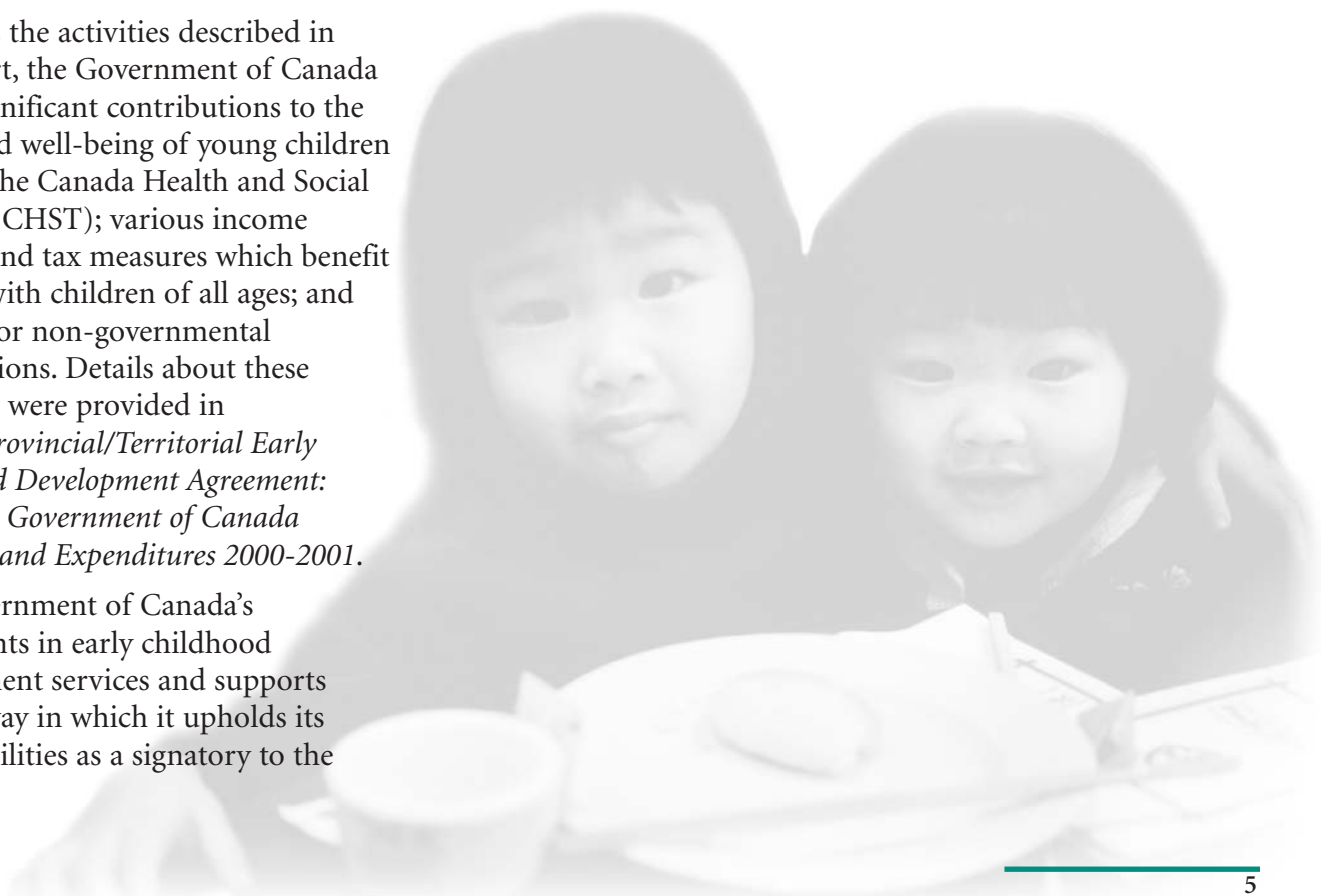 the activities described in
t, the Government of Canada
nificant contributions to the
d well-being of young children
he Canada Health and Social
CHST); various income
nd tax measures which benefit
with children of all ages; and
or non-governmental
ions. Details about these
were provided in
rovincial/Territorial Early
d Development Agreement:
Government of Canada
and Expenditures 2000-2001.
ernment of Canada's
nts in early childhood
ent services and supports
ay in which it upholds its
ilities as a signatory to the
5